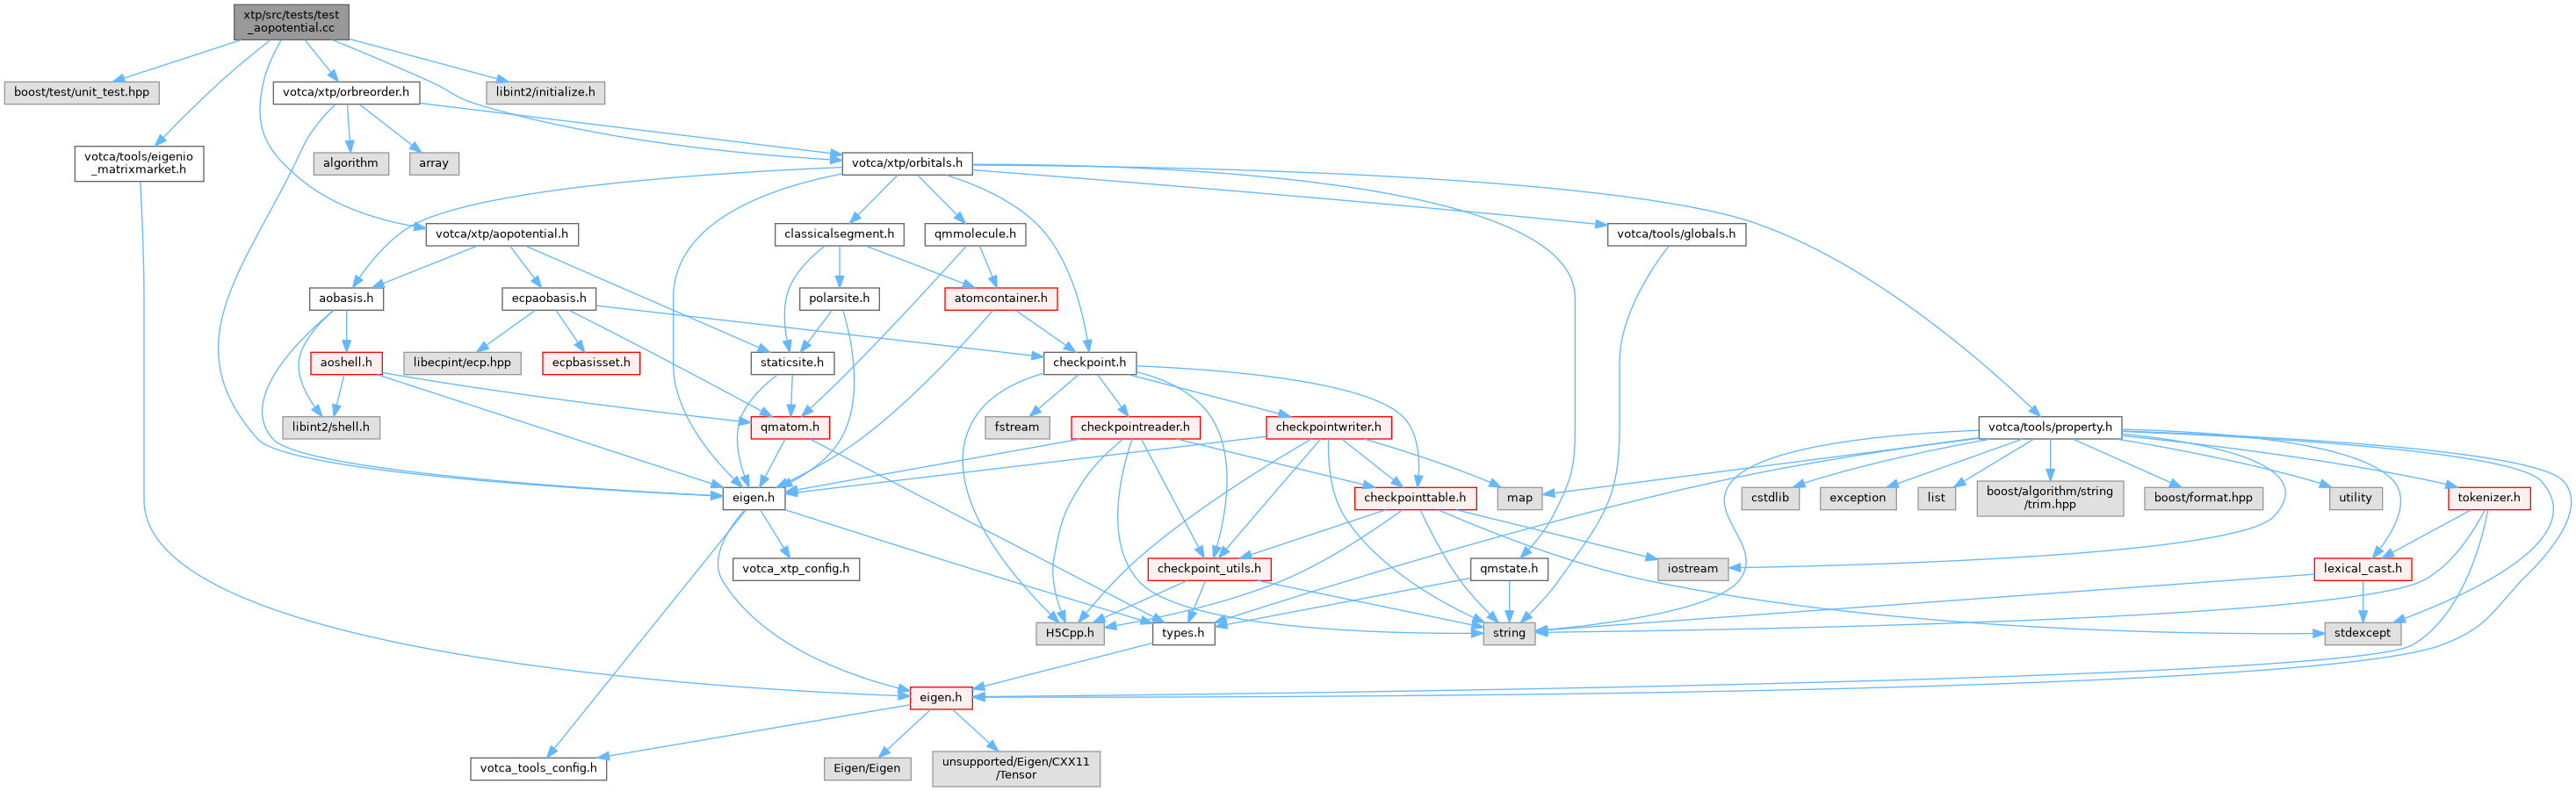 xtp/src/tests/test
_aopotential.cc
boost/test/unit_test.hpp
votca/xtp/orbreorder.h
libint2/initialize.h
votca/tools/eigenio
_matrixmarket.h
algorithm
array
votca/xtp/orbitals.h
votca/xtp/aopotential.h
classicalsegment.h
qmmolecule.h
votca/tools/globals.h
aobasis.h
ecpaobasis.h
polarsite.h
atomcontainer.h
aoshell.h
libecpint/ecp.hpp
ecpbasisset.h
staticsite.h
checkpoint.h
libint2/shell.h
qmatom.h
fstream
checkpointreader.h
checkpointwriter.h
votca/tools/property.h
eigen.h
checkpointtable.h
map
cstdlib
exception
list
boost/algorithm/string
/trim.hpp
boost/format.hpp
utility
tokenizer.h
votca_xtp_config.h
checkpoint_utils.h
qmstate.h
iostream
lexical_cast.h
H5Cpp.h
types.h
string
stdexcept
eigen.h
votca_tools_config.h
Eigen/Eigen
unsupported/Eigen/CXX11
/Tensor